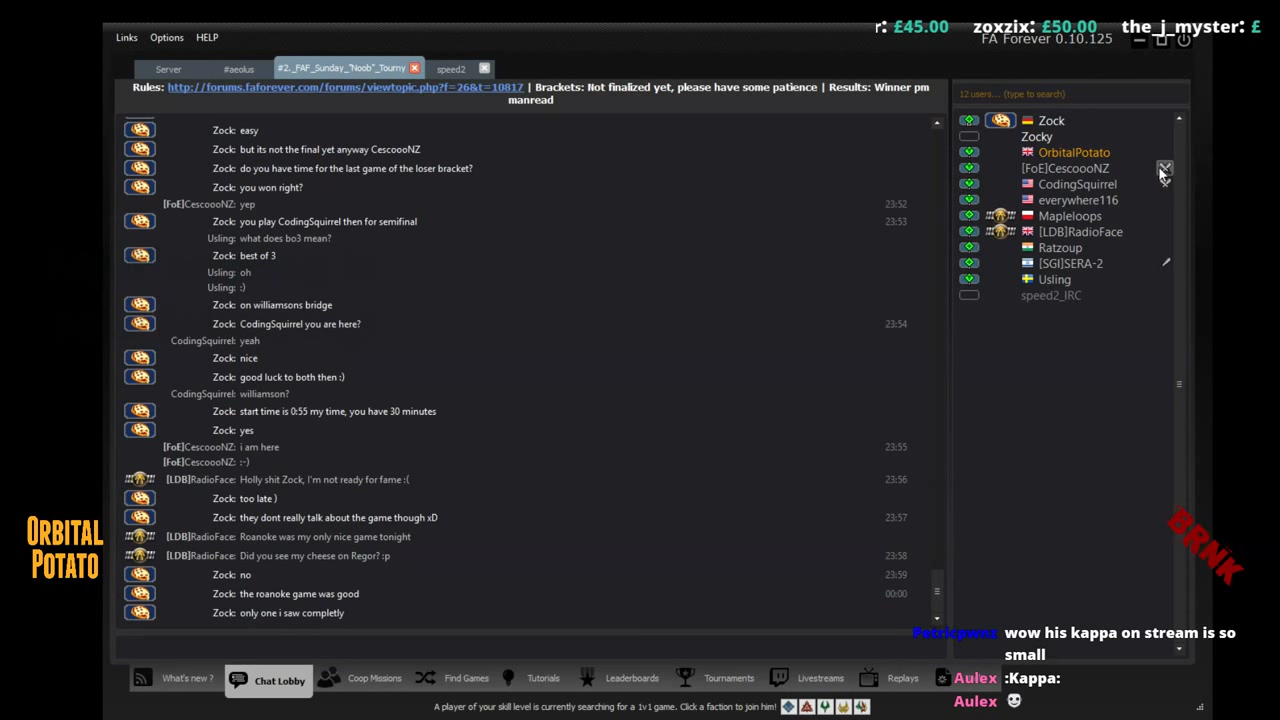 r: £45.00 zoxzix: £50.00 the_j_myster: £
Links Options HELP
FA Forever 0.10.125
Server #aeolus #2._FAF_Sunday_"Noob"_Tourny speed2
Rules: http://forums.faforever.com/forums/viewtopic.php?f=26&t=10817 | Brackets: Not finalized yet, please have some patience | Results: Winner pm
manread
12 users... (type to search)
Zock: easy
Zock: but its not the final yet anyway CescoooNZ
Zock: do you have time for the last game of the loser bracket?
Zock: you won right?
[FoE]CescoooNZ: yep 23:52
Zock: you play CodingSquirrel then for semifinal 23:53
Usling: what does bo3 mean?
Zock: best of 3
Usling: oh
Usling: :)
Zock: on williamsons bridge
Zock: CodingSquirrel you are here? 23:54
CodingSquirrel: yeah
Zock: nice
Zock: good luck to both then :)
CodingSquirrel: williamson?
Zock: start time is 0:55 my time, you have 30 minutes
Zock: yes
[FoE]CescoooNZ: i am here 23:55
[FoE]CescoooNZ: :-)
[LDB]RadioFace: Holly shit Zock, I'm not ready for fame :( 23:56
Zock: too late )
Zock: they dont really talk about the game though xD 23:57
[LDB]RadioFace: Roanoke was my only nice game tonight
[LDB]RadioFace: Did you see my cheese on Regor? :p 23:58
Zock: no 23:59
Zock: the roanoke game was good 00:00
Zock: only one i saw completly
Zock
Zocky
OrbitalPotato
[FoE]CescoooNZ
CodingSquirrel
everywhere116
Mapleloops
[LDB]RadioFace
Ratzoup
[SGI]SERA-2
Usling
speed2_IRC
ORBITAL
POTATO
BRNK
Petricpwnz wow his kappa on stream is so
small
Aulex :Kappa:
Aulex
What's new ? Chat Lobby Coop Missions Find Games Tutorials Leaderboards Tournaments Livestreams Replays
A player of your skill level is currently searching for a 1v1 game. Click a faction to join him!